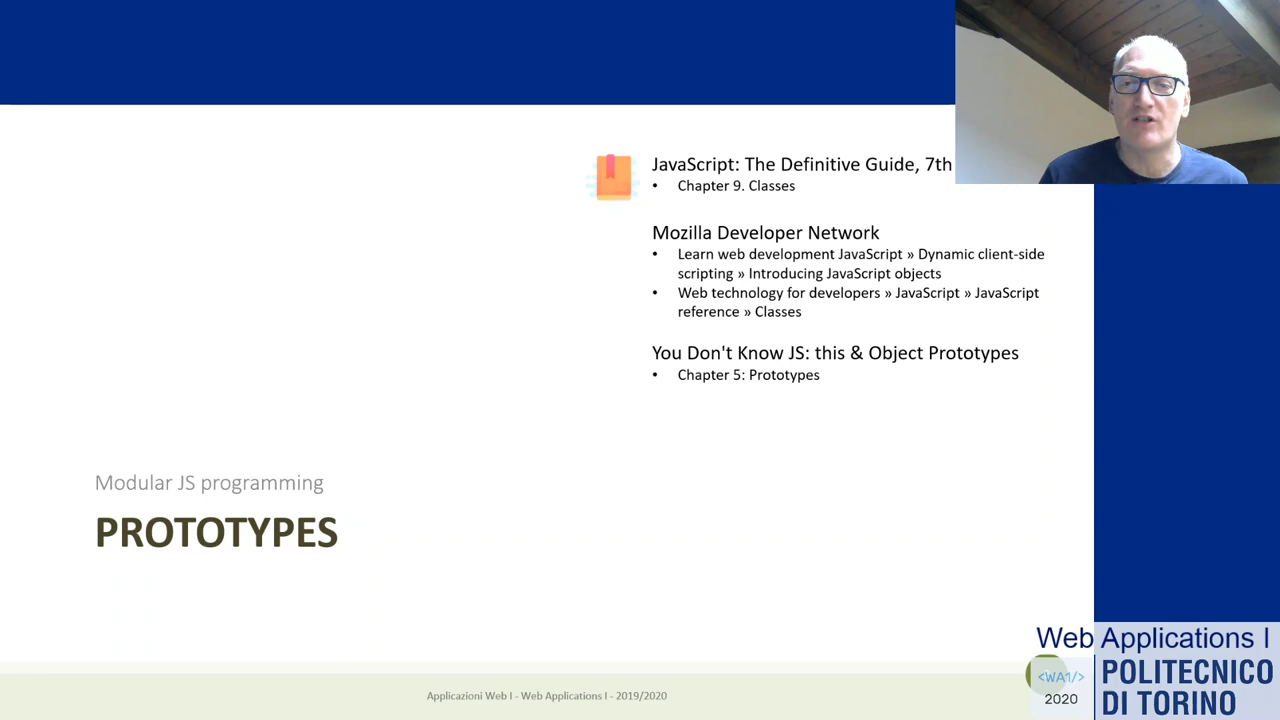 JavaScript: The Definitive Guide, 7th
• Chapter 9. Classes
Mozilla Developer Network
• Learn web development JavaScript » Dynamic client-side
scripting » Introducing JavaScript objects
• Web technology for developers » JavaScript » JavaScript
reference » Classes
You Don't Know JS: this & Object Prototypes
• Chapter 5: Prototypes
Modular JS programming
PROTOTYPES
Applicazioni Web I - Web Applications I - 2019/2020
Web Applications I
<WA1/>
2020
POLITECNICO
DI TORINO